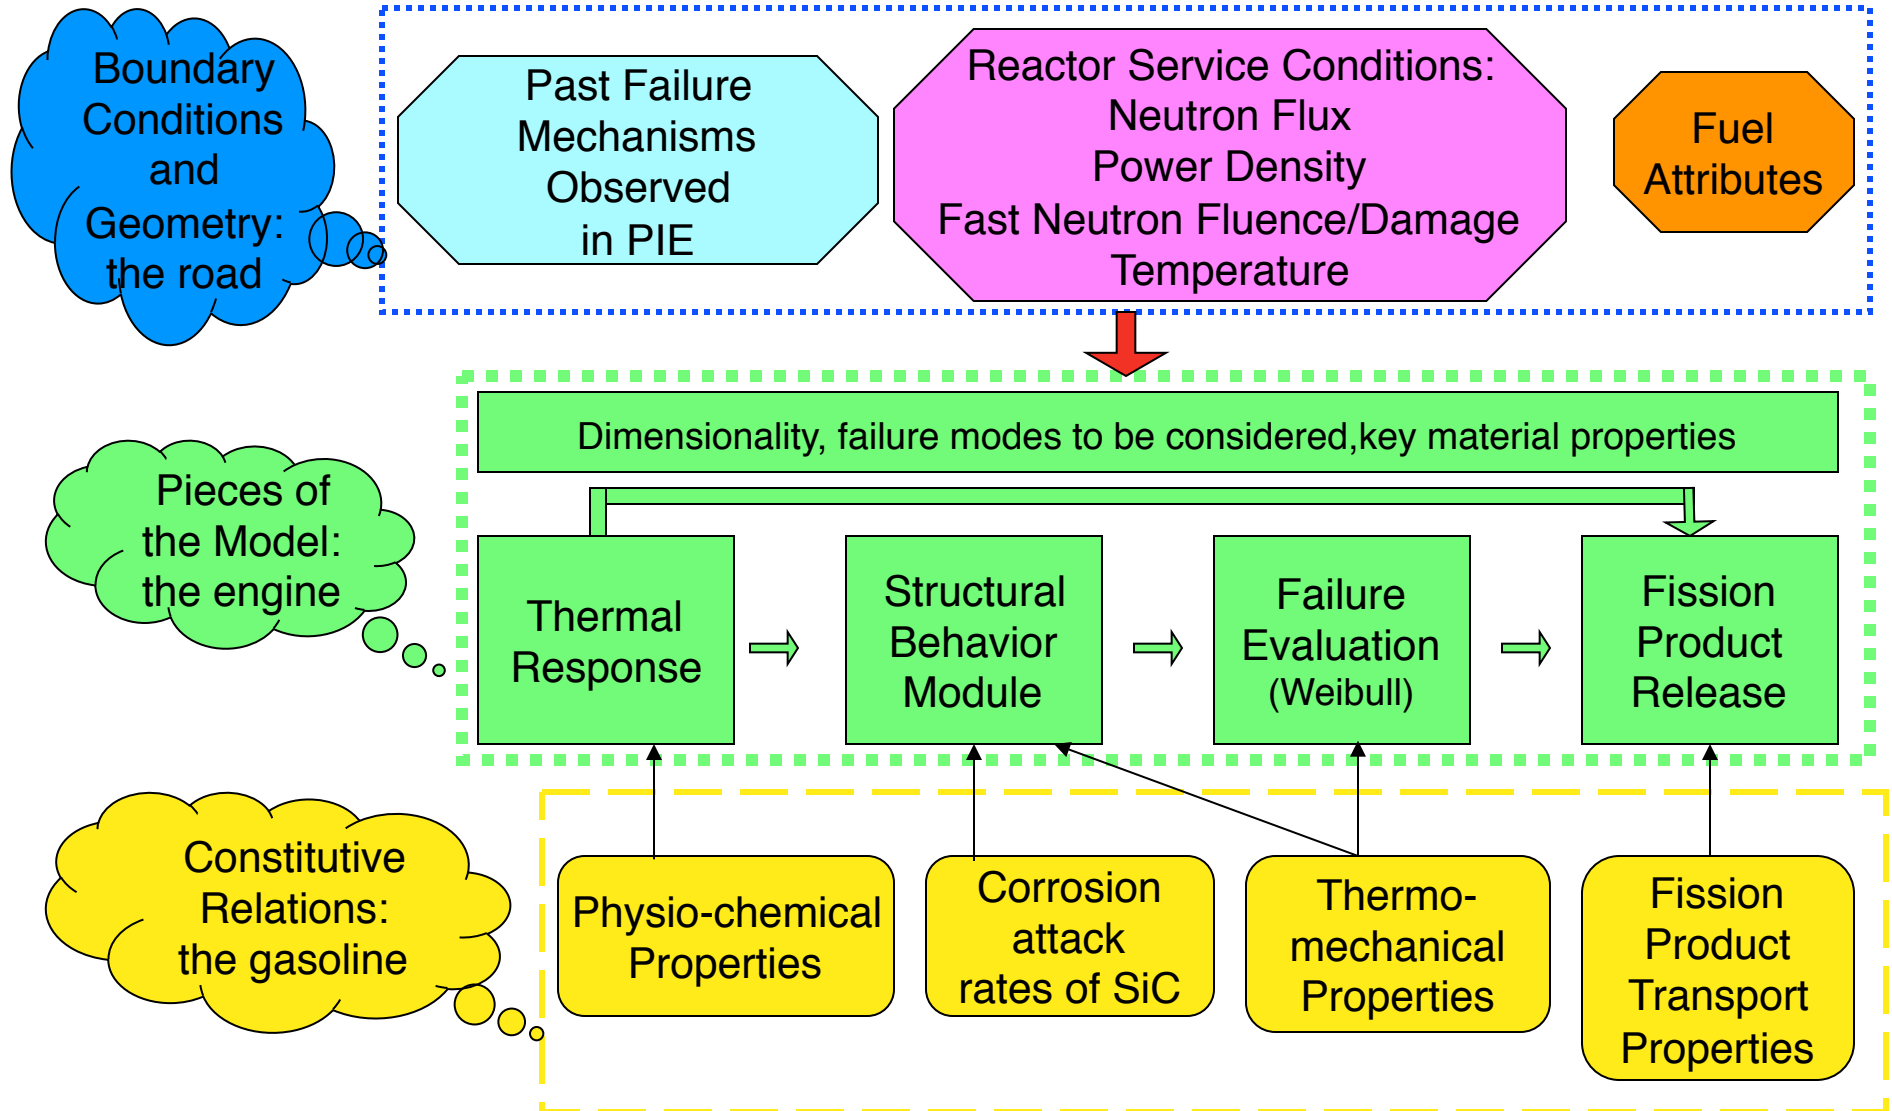 Boundary
Conditions
and
Geometry:
the road
Past Failure
Mechanisms
Observed
in PIE
Reactor Service Conditions:
Neutron Flux
Power Density
Fast Neutron Fluence/Damage
Temperature
Fuel
Attributes
Pieces of
the Model:
the engine
Dimensionality, failure modes to be considered,key material properties
Thermal
Response
Structural
Behavior
Module
Failure
Evaluation
(Weibull)
Fission
Product
Release
Constitutive
Relations:
the gasoline
Physio-chemical
Properties
Corrosion
attack
rates of SiC
Thermo-
mechanical
Properties
Fission
Product
Transport
Properties